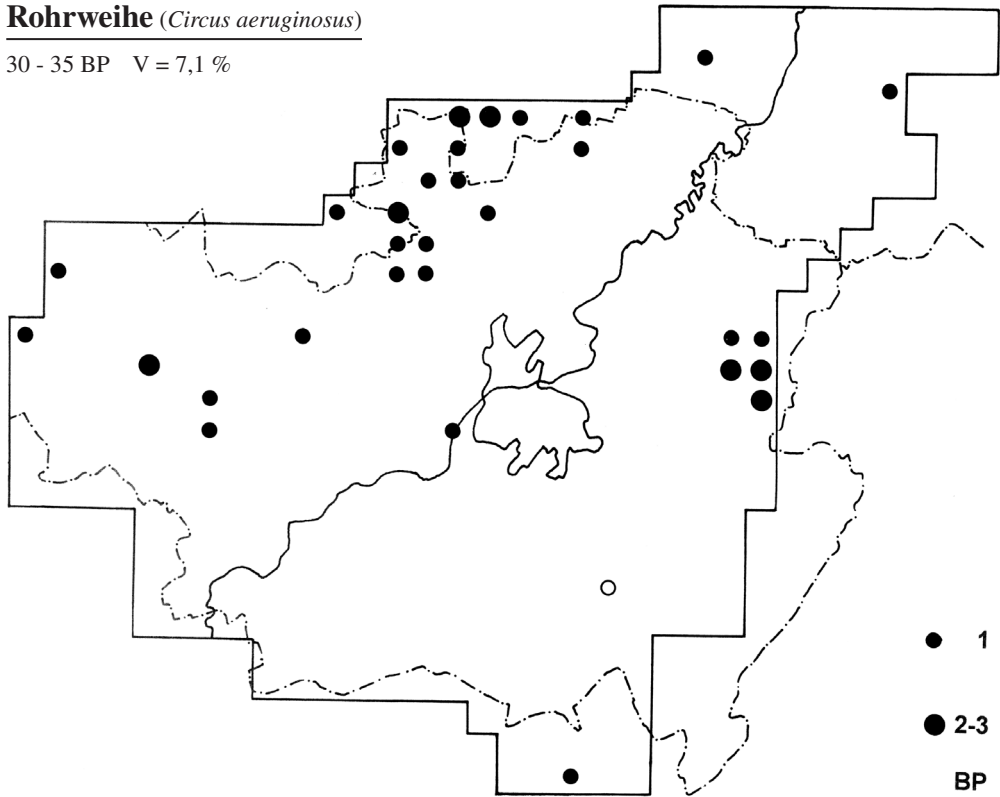 Rohrweihe (Circus aeruginosus)
30 - 35 BP V = 7,1 %
1
2-3
BP